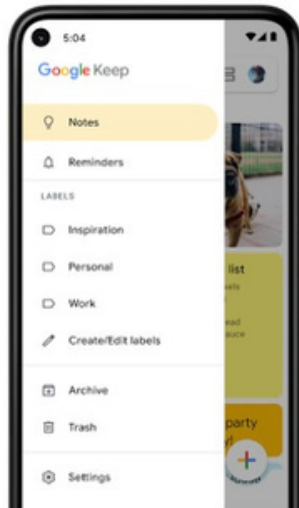 5:04
Google Keep
Notes
Reminders
LABELS
Inspiration
Personal
Work
Create/Edit labels
Archive
Trash
Settings
list
party